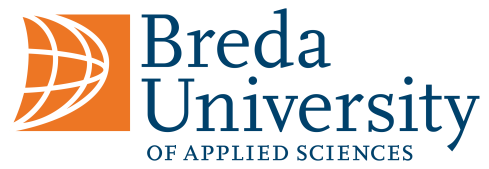 Breda
University
OF APPLIED SCIENCES